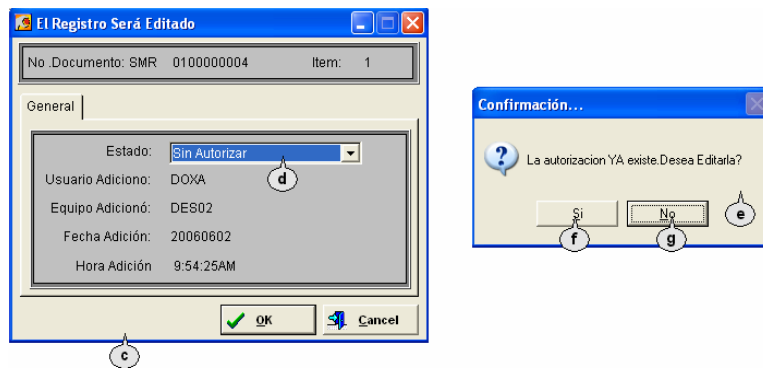 El Registro Será Editado
No .Documento: SMR 0100000004 Item: 1
General
Estado: Sin Autorizar
d
Usuario Adiciono: DOXA
Equipo Adicionó: DES02
Fecha Adición: 20060602
Hora Adición 9:54:25AM
OK Cancel
c
Confirmación...
La autorizacion YA existe.Desea Editarla?
Si No
e
f g